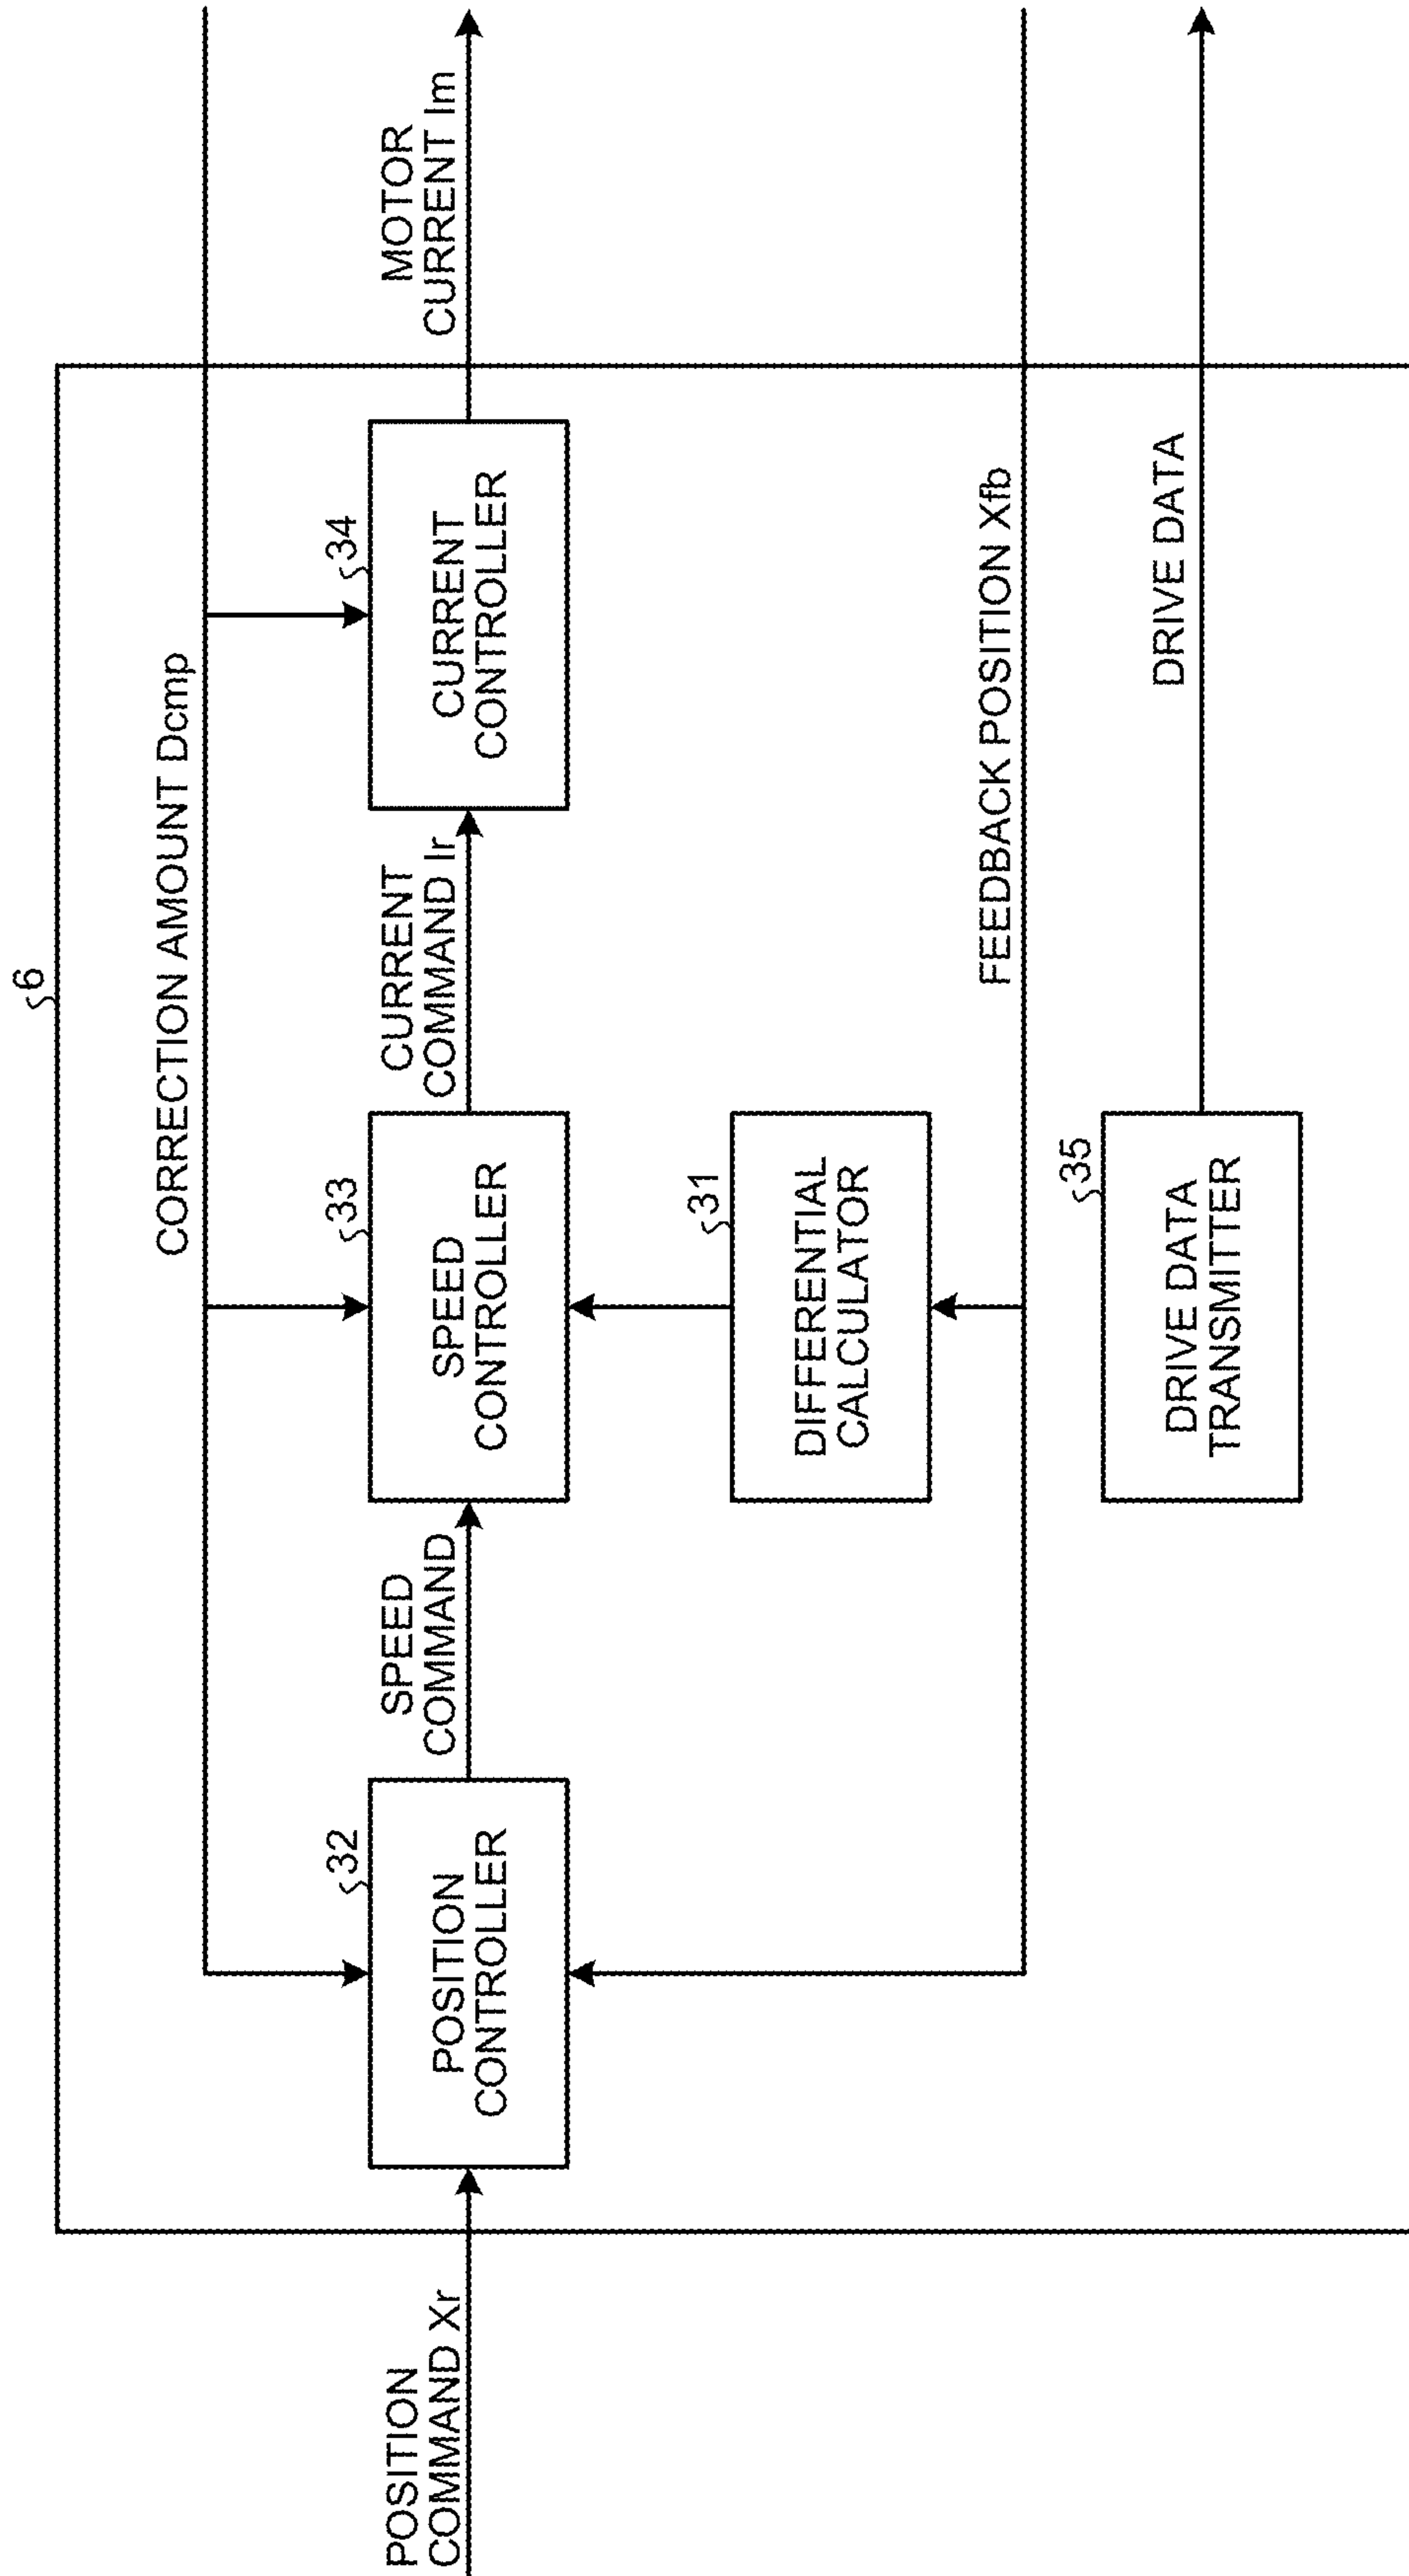 6
CORRECTION AMOUNT Dcmp
POSITION
COMMAND Xr
32
POSITION
CONTROLLER
SPEED
COMMAND
33
SPEED
CONTROLLER
CURRENT
COMMAND Ir
34
CURRENT
CONTROLLER
MOTOR
CURRENT Im
31
DIFFERENTIAL
CALCULATOR
FEEDBACK POSITION Xfb
35
DRIVE DATA
TRANSMITTER
DRIVE DATA